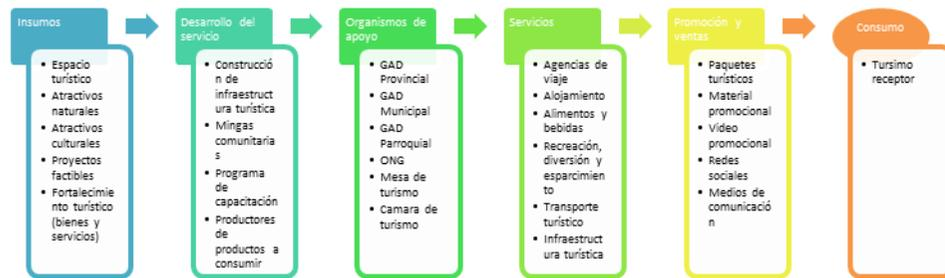 Insumos
• Espacio
turístico
• Atractivos
naturales
• Atractivos
culturales
• Proyectos
factibles
• Fortalecimie
nto turístico
(bienes y
servicios)
Desarrollo del
servicio
• Construcció
n de
infraestruct
ura turística
• Mingas
comunitaria
s
• Programa
de
capacitación
• Productores
de
productos a
consumir
Organismos de
apoyo
• GAD
Provincial
• GAD
Municipal
• GAD
Parroquial
• ONG
• Mesa de
turismo
• Camara de
turismo
Servicios
• Agencias de
viaje
• Alojamiento
• Alimentos y
bebidas
• Recreación,
diversión y
esparcimien
to
• Transporte
turístico
• Infraestruct
ura turística
Promoción y
ventas
• Paquetes
turísticos
• Material
promocional
• Video
promocional
• Redes
sociales
• Medios de
comunicació
n
Consumo
• Tursimo
receptor